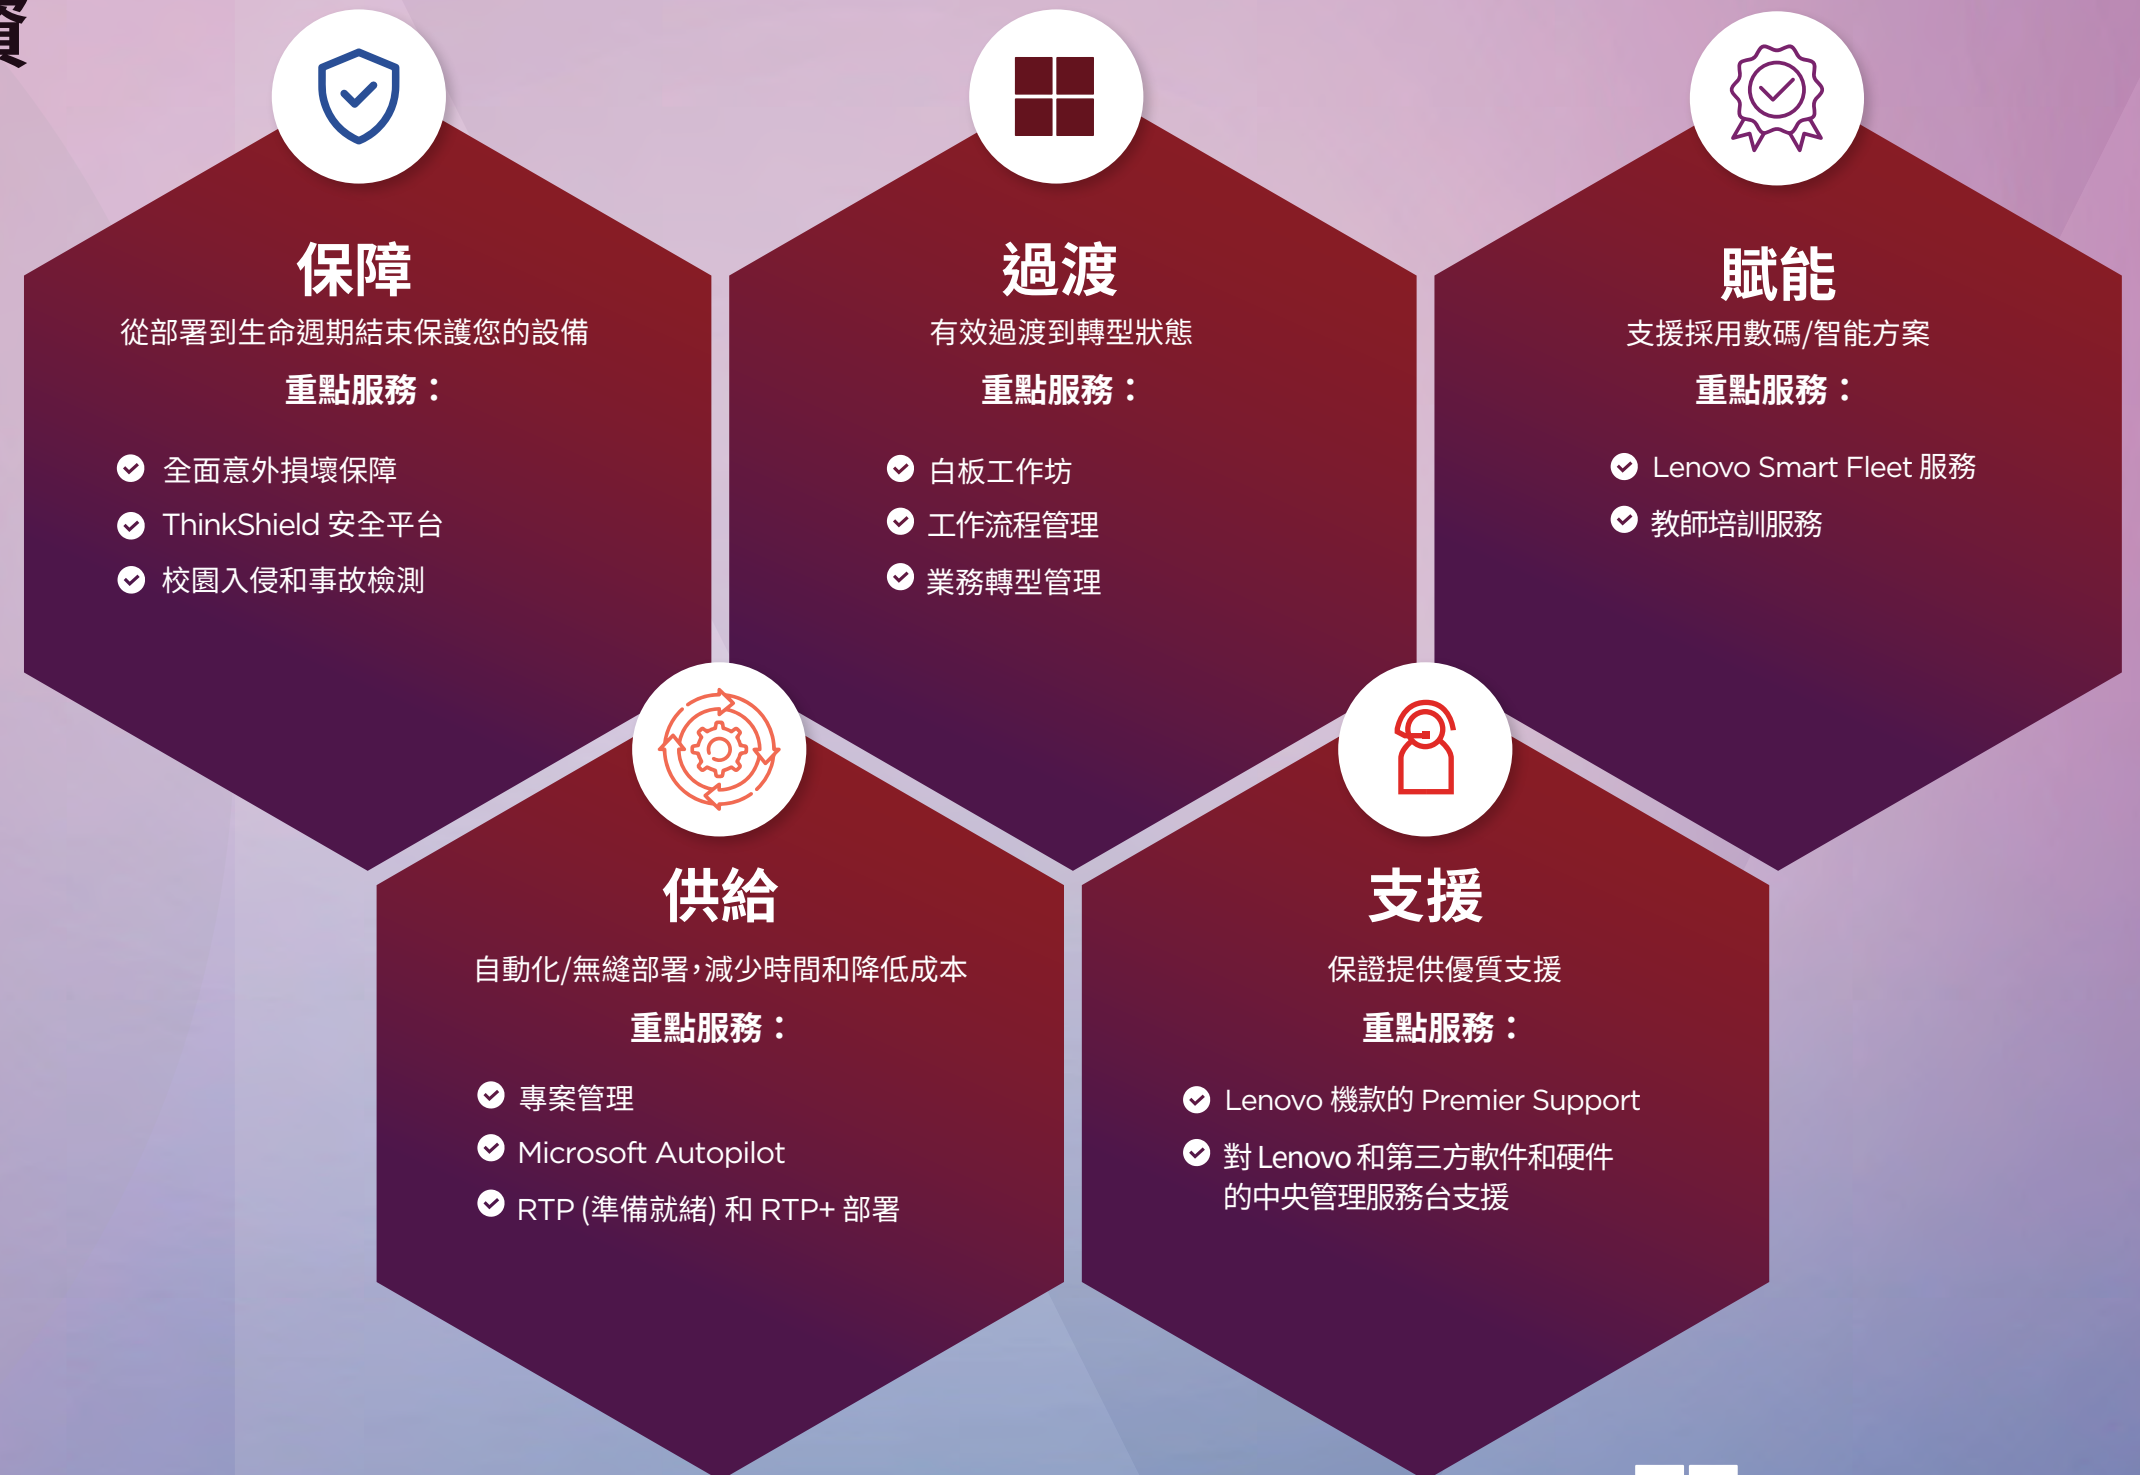 保障
從部署到生命週期結束保護您的設備
重點服務：
全面意外損壞保障
ThinkShield 安全平台
校園入侵和事故檢測
過渡
有效過渡到轉型狀態
重點服務：
白板工作坊
工作流程管理
業務轉型管理
賦能
支援採用數碼/智能方案
重點服務：
Lenovo Smart Fleet 服務
教師培訓服務
供給
自動化/無縫部署，減少時間和降低成本
重點服務：
專案管理
Microsoft Autopilot
RTP (準備就緒) 和 RTP+ 部署
支援
保證提供優質支援
重點服務：
Lenovo 機款的 Premier Support
對 Lenovo 和第三方軟件和硬件
的中央管理服務台支援